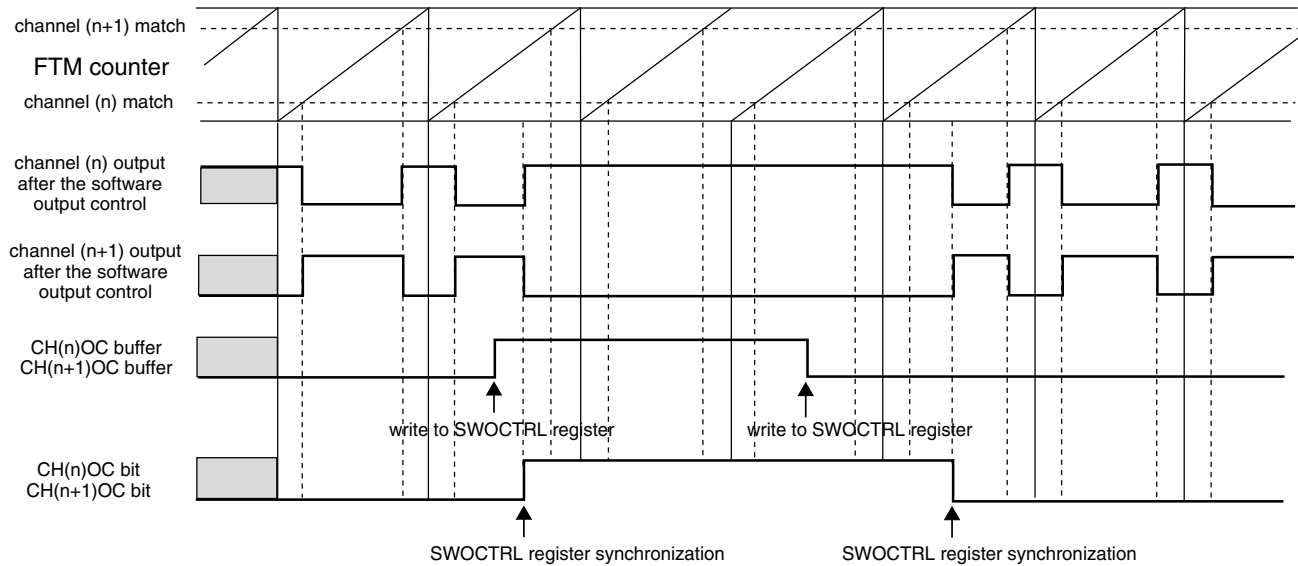 channel (n+1) match
FTM counter
channel (n) match
channel (n) output
after the software
output control
channel (n+1) output
after the software
output control
CH(n)OC buffer
CH(n+1)OC buffer
write to SWOCTRL register
write to SWOCTRL register
CH(n)OC bit
CH(n+1)OC bit
SWOCTRL register synchronization
SWOCTRL register synchronization